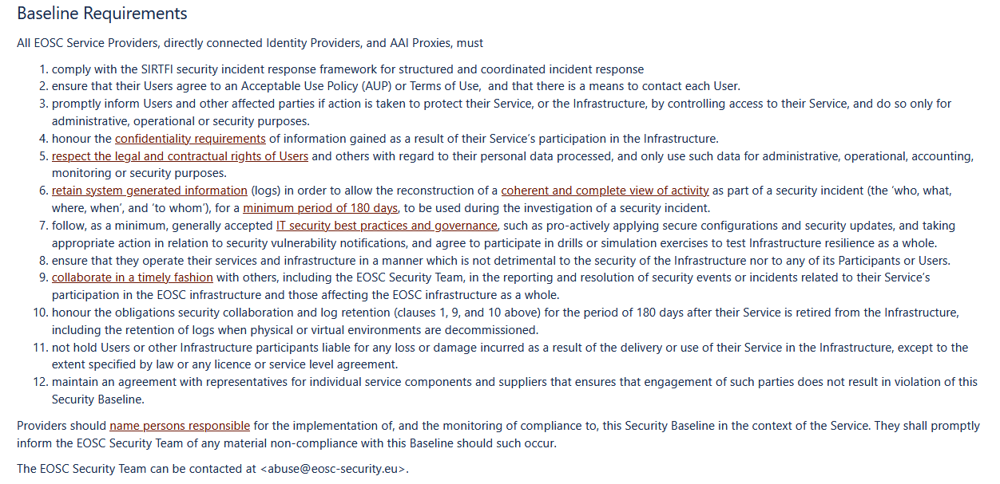 Baseline Requirements
All EOSC Service Providers, directly connected Identity Providers, and AAI Proxies, must
1. comply with the SIRTFI security incident response framework for structured and coordinated incident response
2. ensure that their Users agree to an Acceptable Use Policy (AUP) or Terms of Use,  and that there is a means to contact each User.
3. promptly inform Users and other affected parties if action is taken to protect their Service, or the Infrastructure, by controlling access to their Service, and do so only for
administrative, operational or security purposes.
4. honour the confidentiality requirements of information gained as a result of their Service’s participation in the Infrastructure.
5. respect the legal and contractual rights of Users and others with regard to their personal data processed, and only use such data for administrative, operational, accounting,
monitoring or security purposes.
6. retain system generated information (logs) in order to allow the reconstruction of a coherent and complete view of activity as part of a security incident (the ‘who, what,
where, when’, and ‘to whom’), for a minimum period of 180 days, to be used during the investigation of a security incident.
7. follow, as a minimum, generally accepted IT security best practices and governance, such as pro-actively applying secure configurations and security updates, and taking
appropriate action in relation to security vulnerability notifications, and agree to participate in drills or simulation exercises to test Infrastructure resilience as a whole.
8. ensure that they operate their services and infrastructure in a manner which is not detrimental to the security of the Infrastructure nor to any of its Participants or Users.
9. collaborate in a timely fashion with others, including the EOSC Security Team, in the reporting and resolution of security events or incidents related to their Service’s
participation in the EOSC infrastructure and those affecting the EOSC infrastructure as a whole.
10. honour the obligations security collaboration and log retention (clauses 1, 9, and 10 above) for the period of 180 days after their Service is retired from the Infrastructure,
including the retention of logs when physical or virtual environments are decommissioned.
11. not hold Users or other Infrastructure participants liable for any loss or damage incurred as a result of the delivery or use of their Service in the Infrastructure, except to the
extent specified by law or any licence or service level agreement.
12. maintain an agreement with representatives for individual service components and suppliers that ensures that engagement of such parties does not result in violation of this
Security Baseline.
Providers should name persons responsible for the implementation of, and the monitoring of compliance to, this Security Baseline in the context of the Service. They shall promptly
inform the EOSC Security Team of any material non-compliance with this Baseline should such occur.
The EOSC Security Team can be contacted at <abuse@eosc-security.eu>.